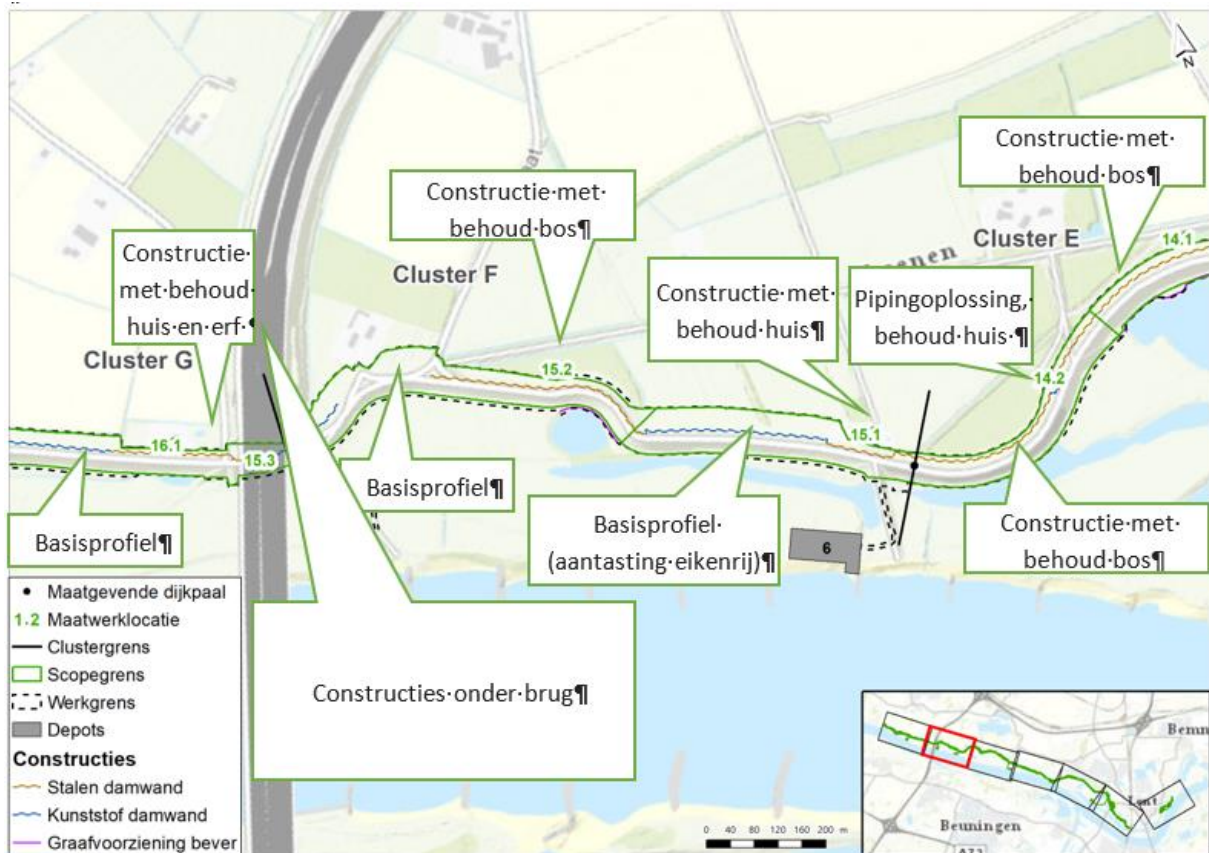 Constructie·met·
behoud·bos¶
Constructie·met·
behoud·bos¶
Cluster E
14.1
Constructie·
met·behoud·
huis·en·erf·¶
Cluster F
Constructie·met·
behoud·huis¶
Pipingoplossing,·
behoud·huis·¶
Cluster G
15.2
14.2
16.1
15.3
15.1
Basisprofiel¶
Basisprofiel¶
Basisprofiel·
(aantasting·eikenrij)¶
Constructie·met·
behoud·bos¶
6
N
Constructies·onder·brug¶
Maatgevende dijkpaal
1.2 Maatwerklocatie
Clustergrens
Scopegrens
Werkgrens
Depots
Constructies
Stalen damwand
Kunststof damwand
Graafvoorziening bever
0 40 80 120 160 200 m
Lent
Beuningen